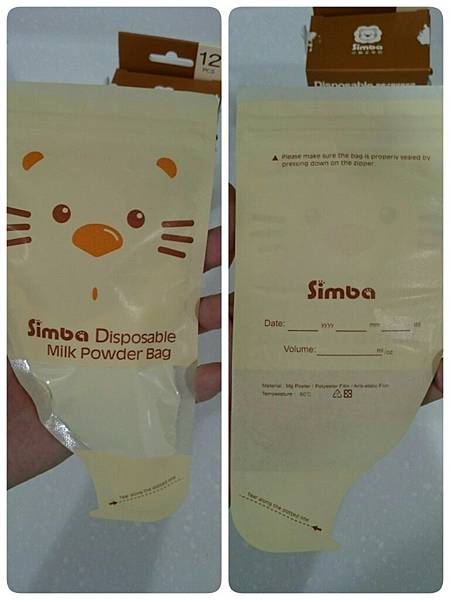 12
PCS
Simba Disposable
Milk Powder Bag
Tear along the dotted line
Simba
Disposable
▲ Please make sure the bag is properly sealed by
pressing down on the zipper.
Simba
Date: yyyy mm
Volume: ml/oz
Temperature : 60°C
Tear along the dotted line